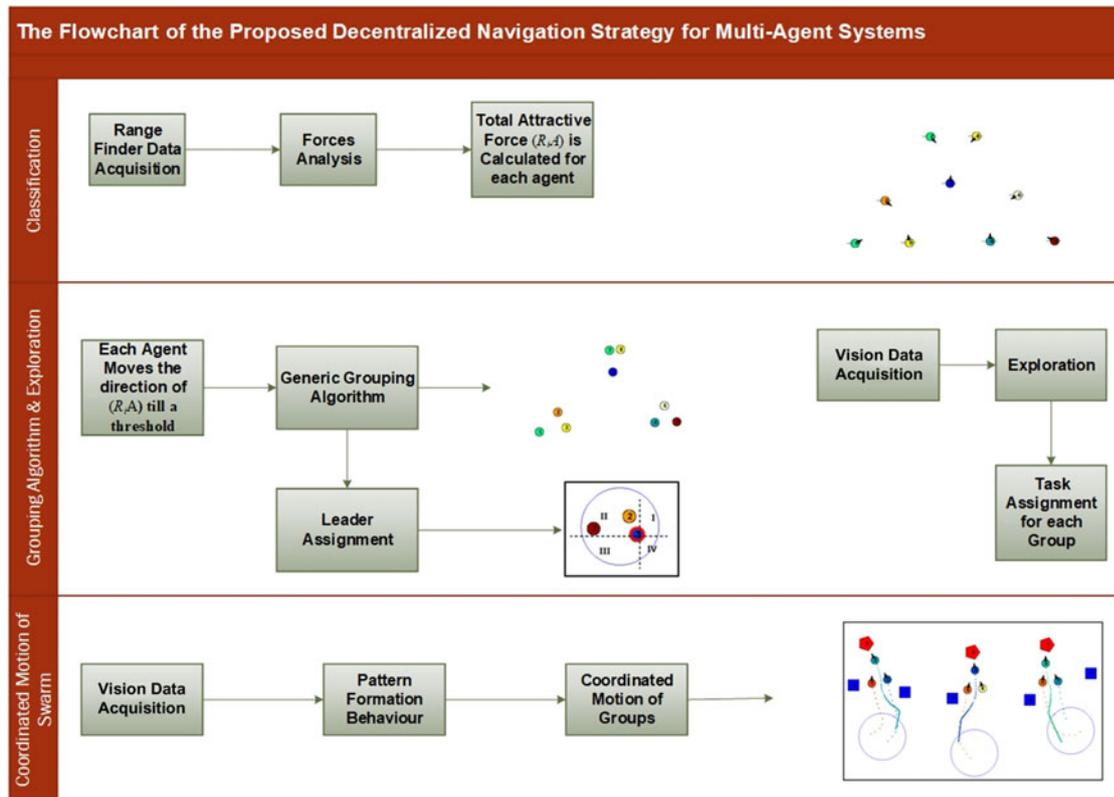 The Flowchart of the Proposed Decentralized Navigation Strategy for Multi-Agent Systems
Classification
Range
Finder Data
Acquisition
Forces
Analysis
Total Attractive
Force (RᵢA) is
Calculated for
each agent
Grouping Algorithm & Exploration
Each Agent
Moves the
direction of
(RᵢA) till a
threshold
Generic Grouping
Algorithm
Leader
Assignment
II
2
I
III
IV
Vision Data
Acquisition
Exploration
Task
Assignment
for each
Group
Coordinated Motion of
Swarm
Vision Data
Acquisition
Pattern
Formation
Behaviour
Coordinated
Motion of
Groups